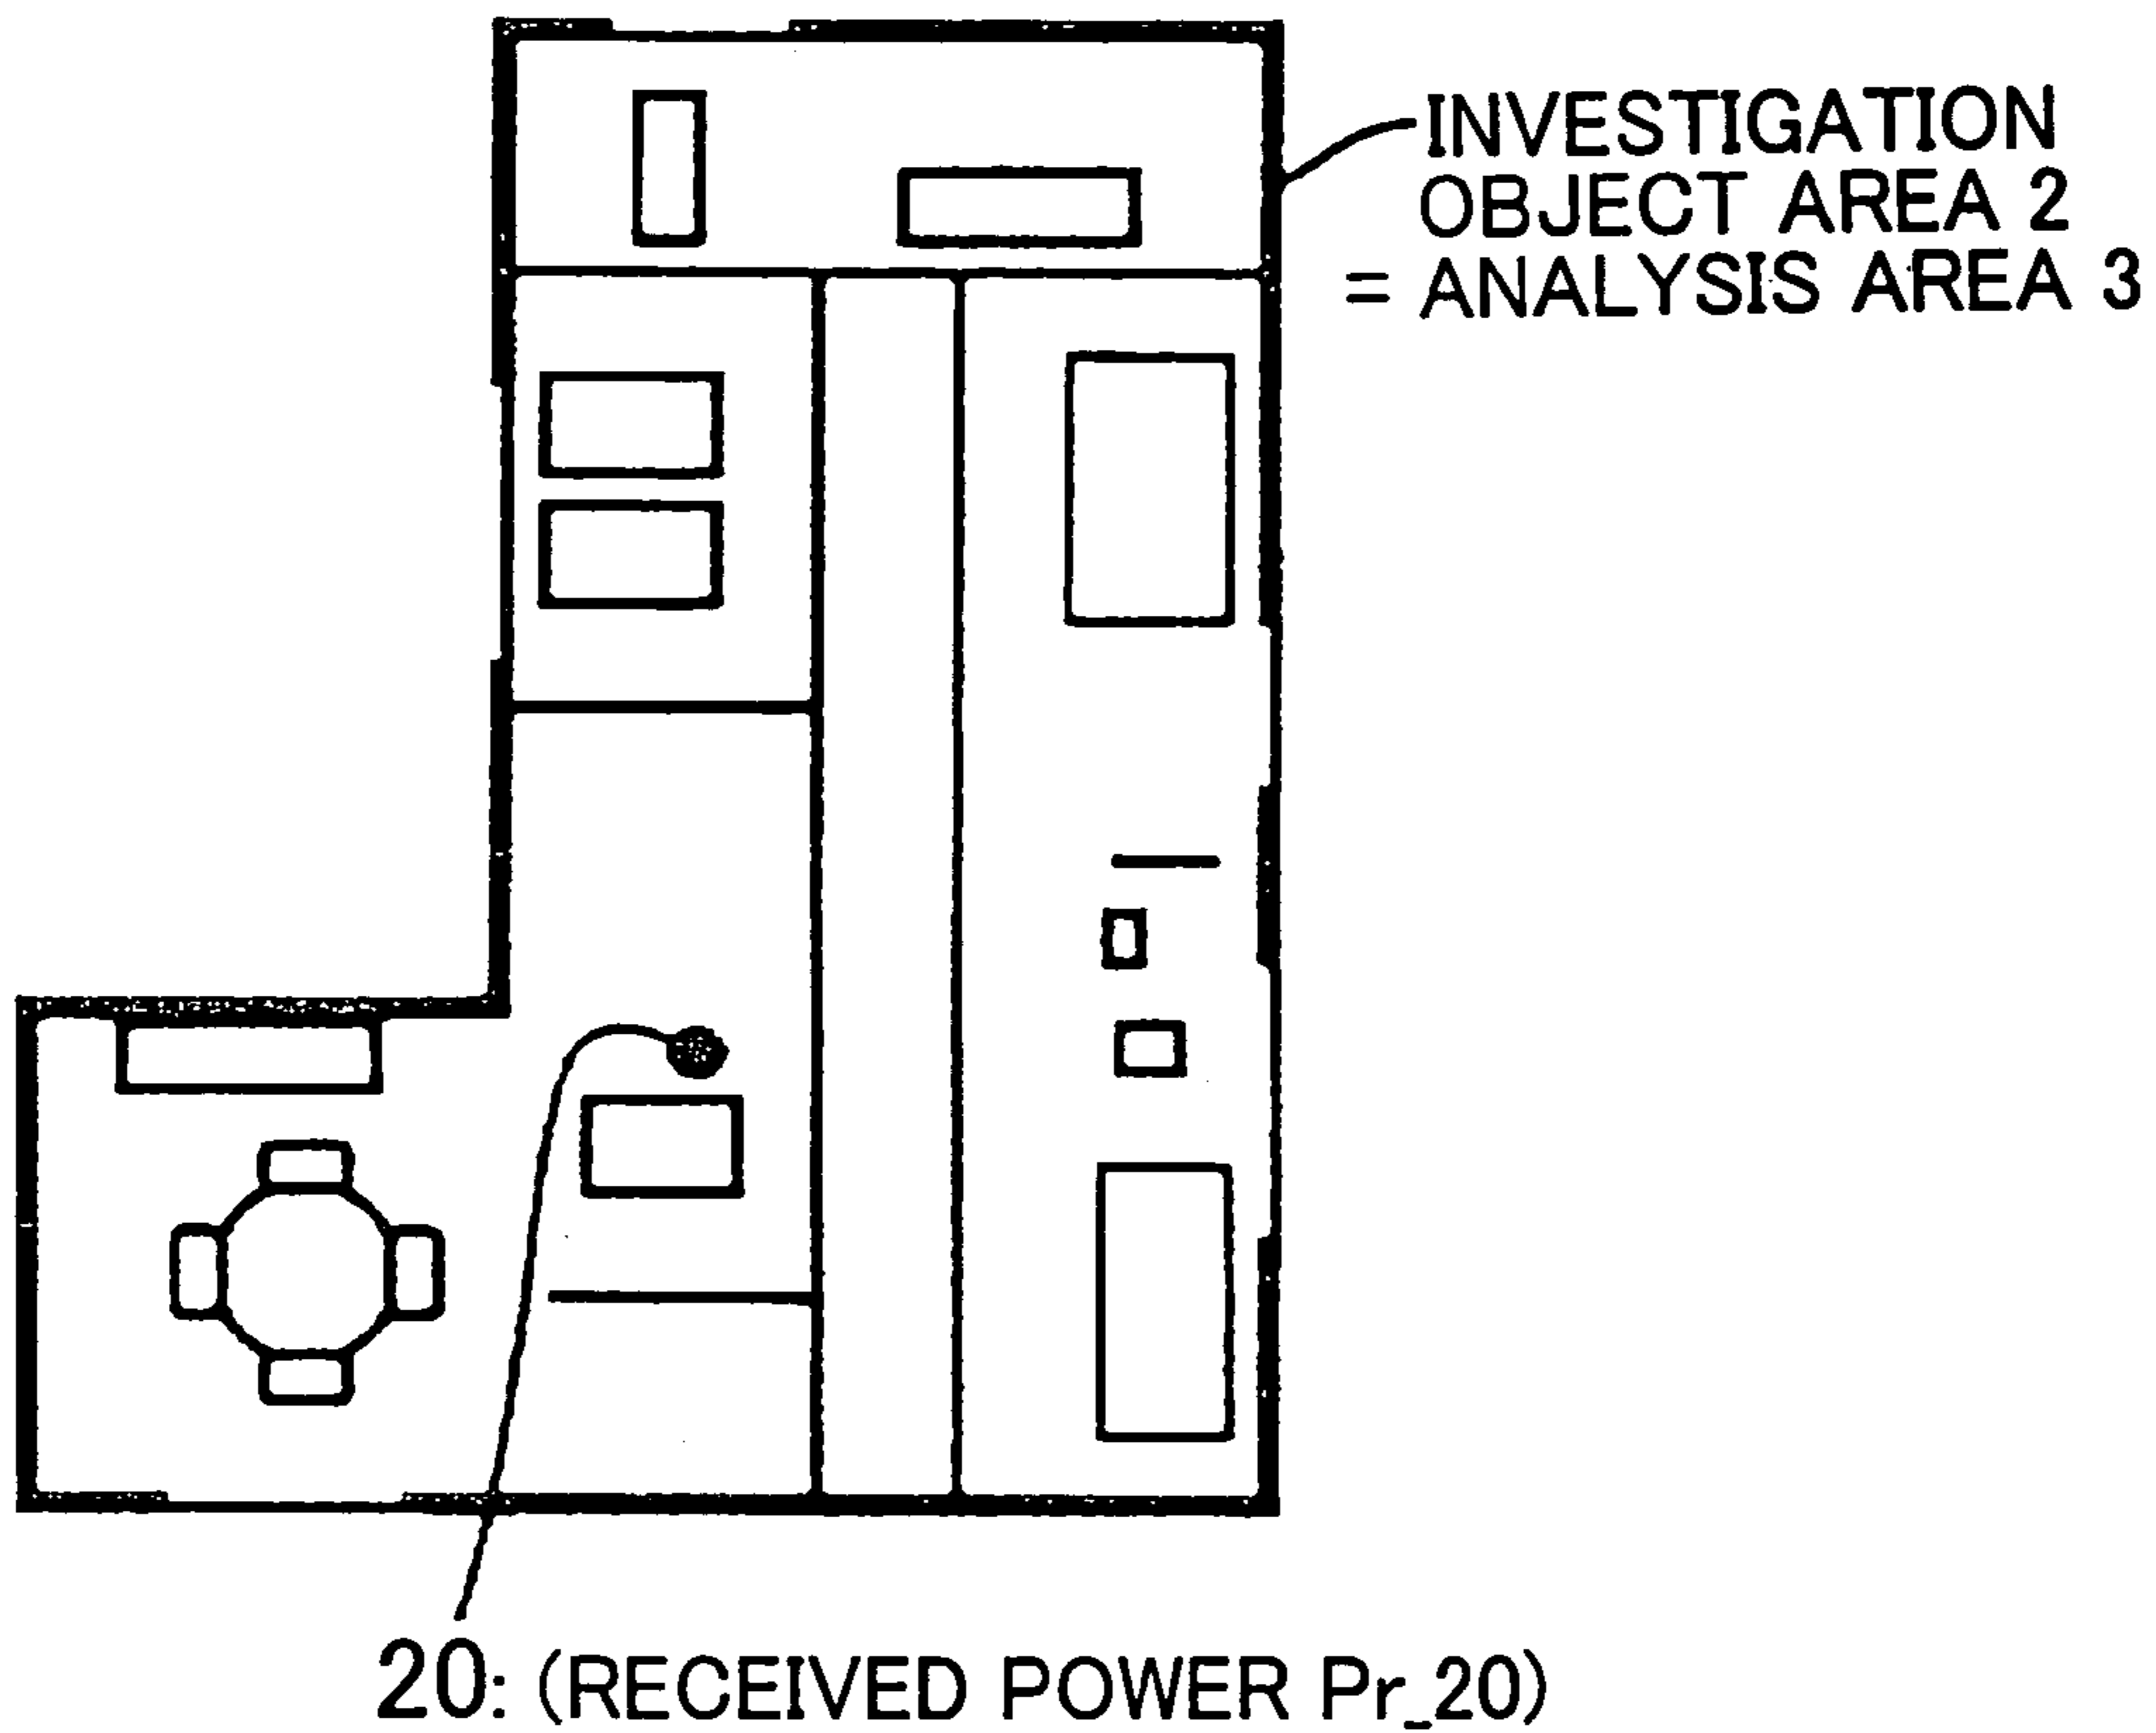 INVESTIGATION
OBJECT AREA 2
= ANALYSIS AREA 3
20: (RECEIVED POWER Pr_20)